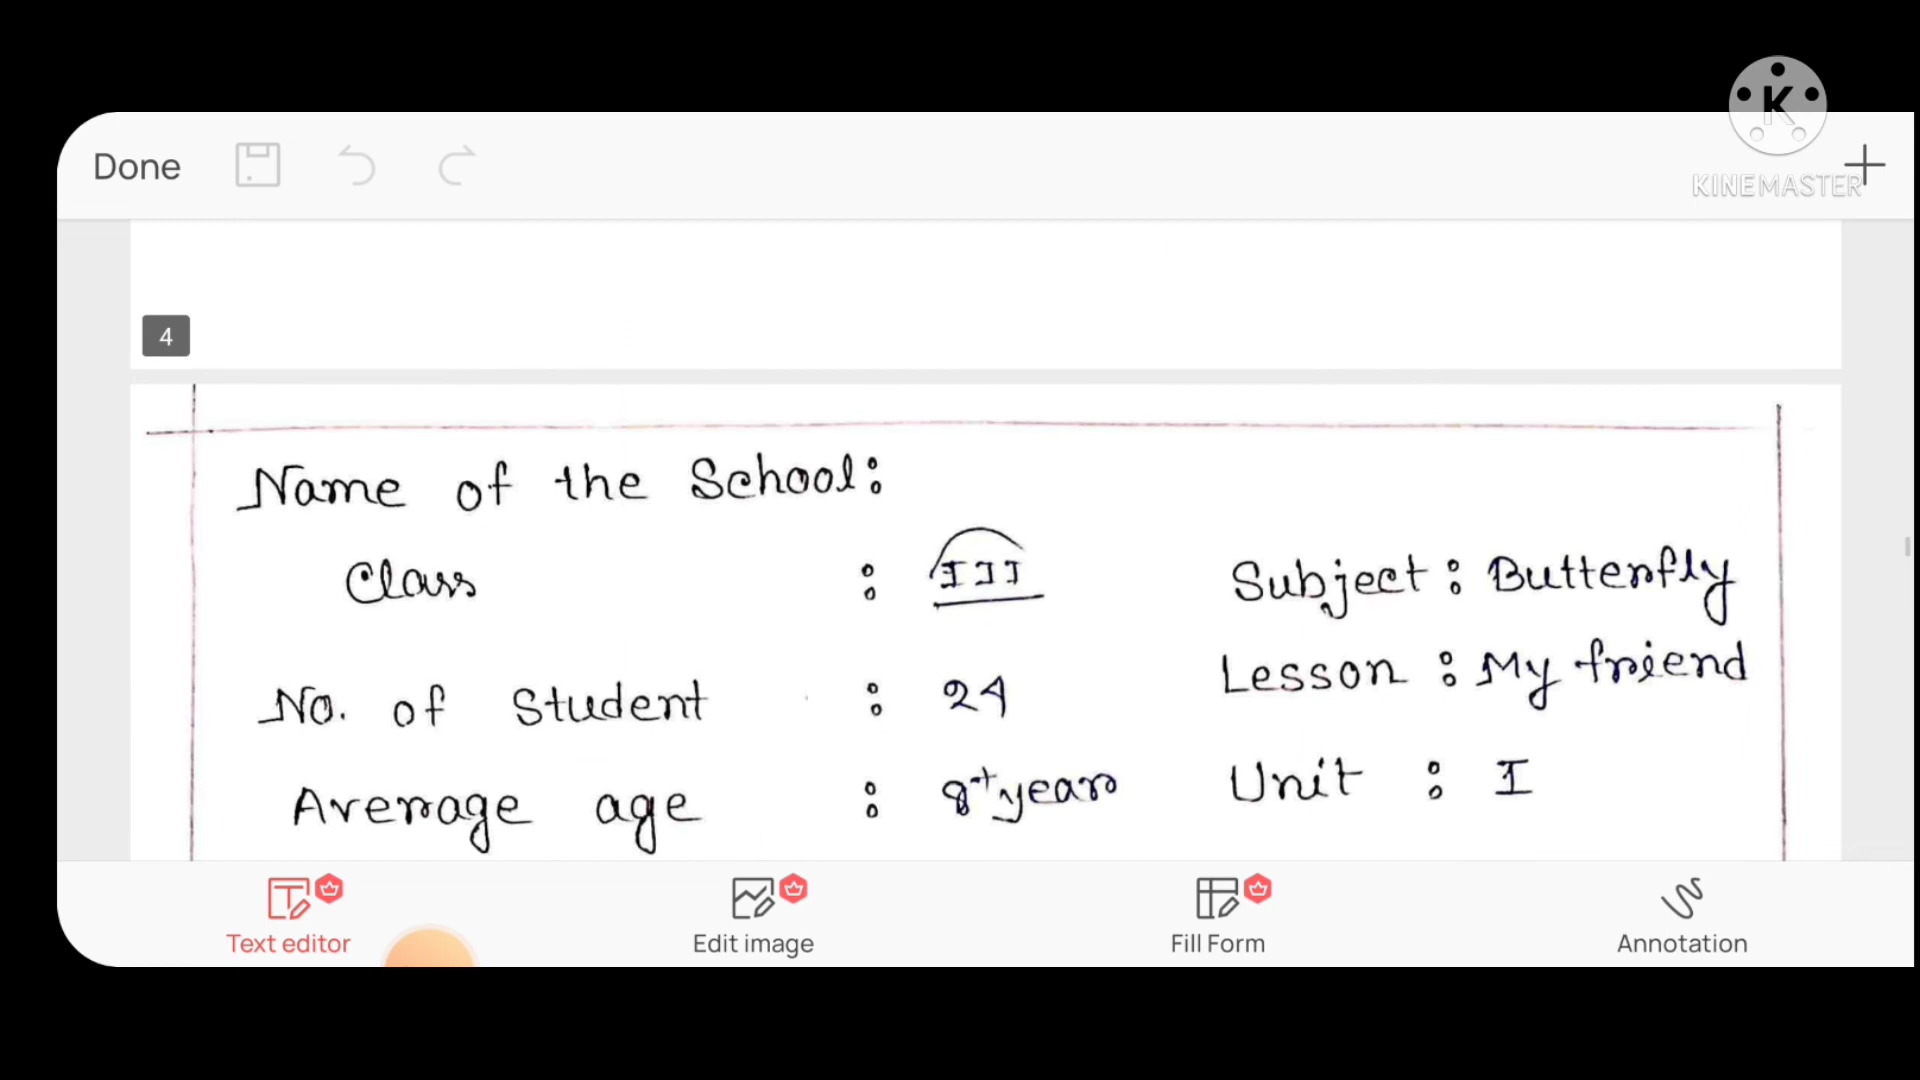 Done
K
KINEMASTER
4
Name of the School:
Class : III
Subject : Butterfly
Lesson : My friend
No. of Student : 24
Average age : 8+ years
Unit : I
Text editor
Edit image
Fill Form
Annotation